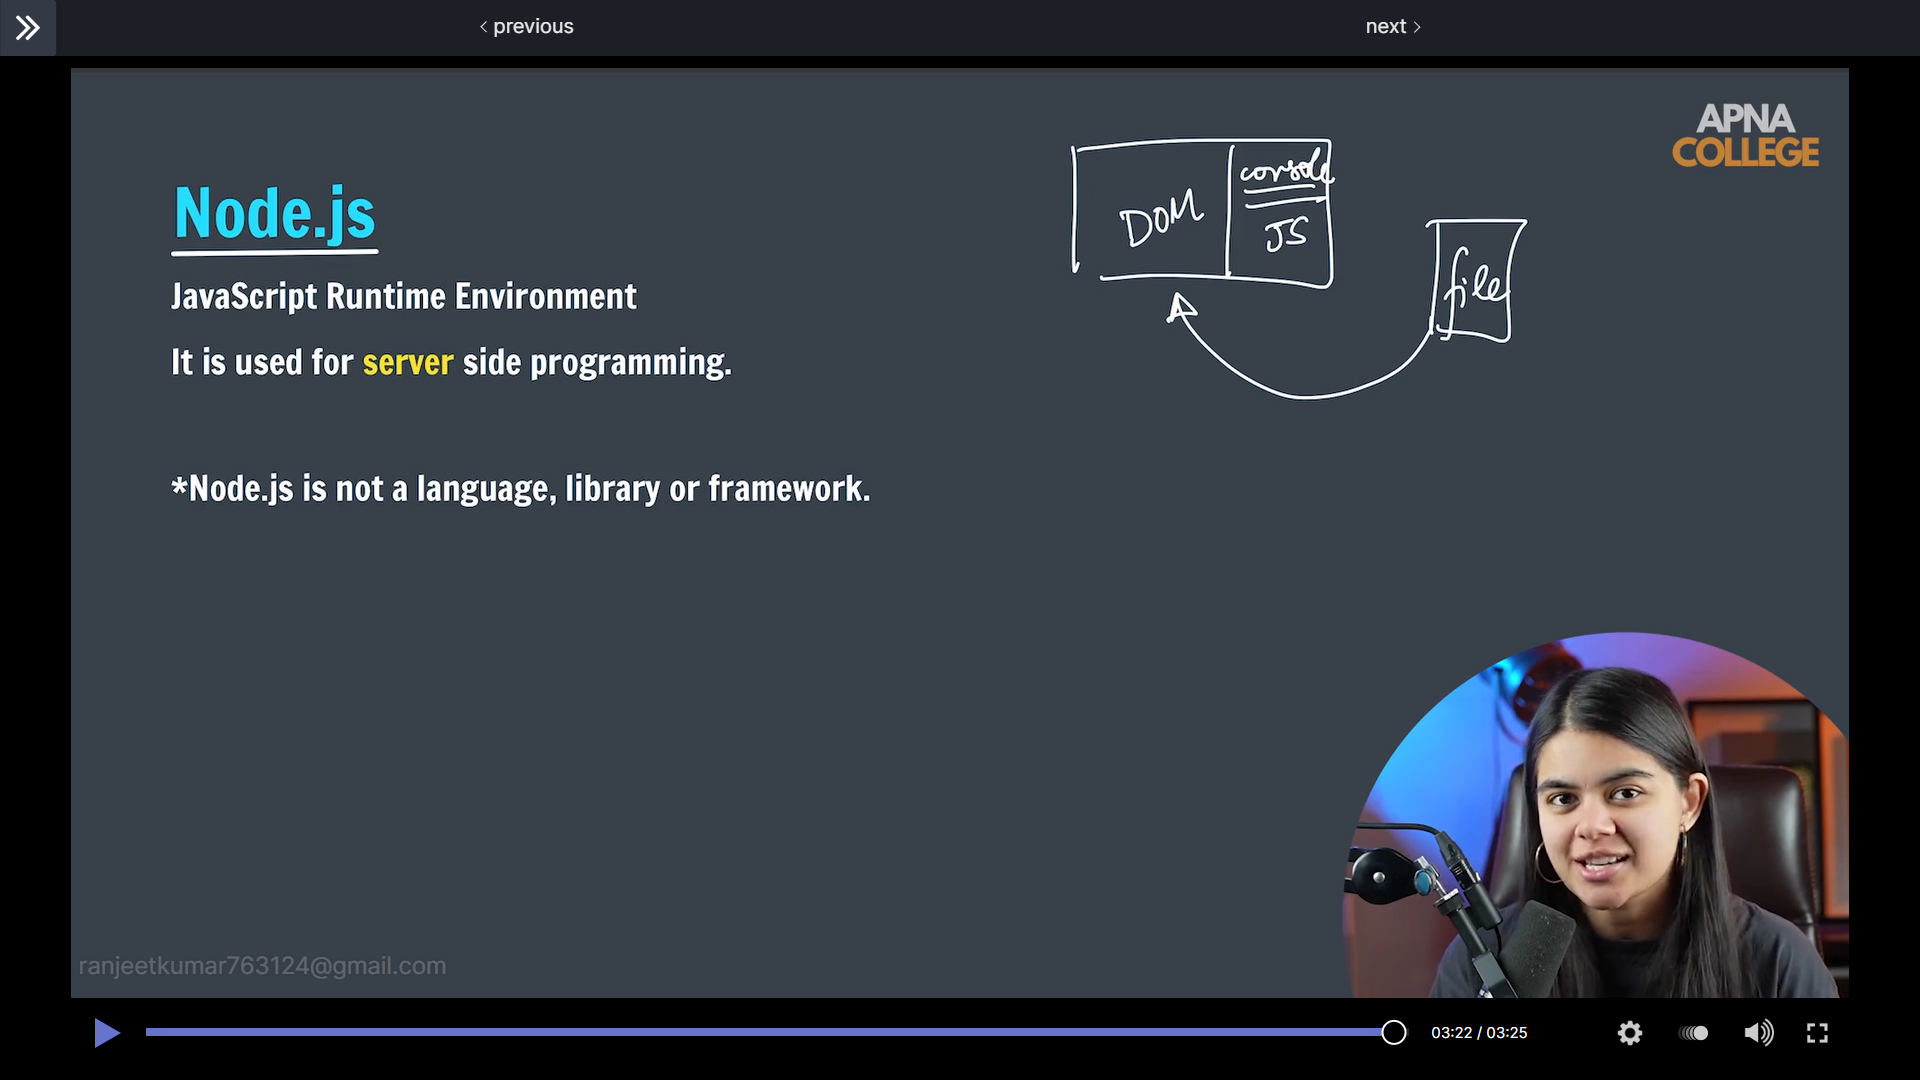 previous
next
APNA
COLLEGE
Node.js
JavaScript Runtime Environment
It is used for server side programming.
*Node.js is not a language, library or framework.
DOM
console
JS
file
ranjeetkumar763124@gmail.com
03:22 / 03:25